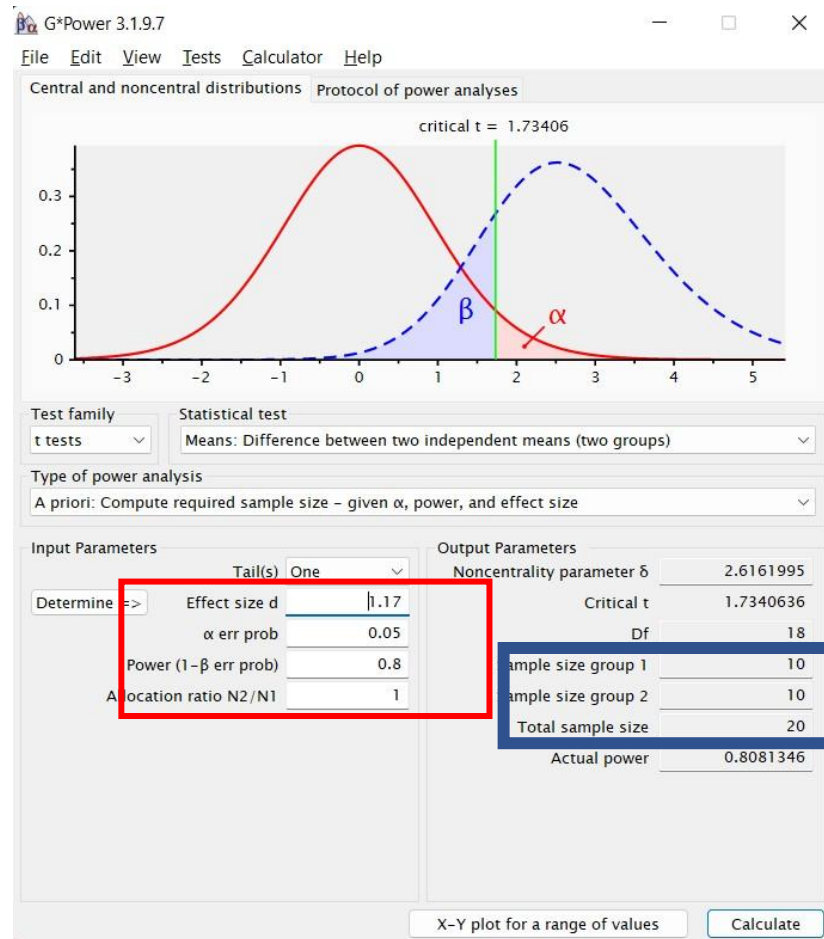 βα G*Power 3.1.9.7
File Edit View Tests Calculator Help
Central and noncentral distributions Protocol of power analyses
critical t = 1.73406
0.3
0.2
0.1
0
β
α
-3 -2 -1 0 1 2 3 4 5
Test family Statistical test
t tests Means: Difference between two independent means (two groups)
Type of power analysis
A priori: Compute required sample size – given α, power, and effect size
Input Parameters Output Parameters
Tail(s) One Noncentrality parameter δ 2.6161995
Determine => Effect size d 1.17 Critical t 1.7340636
α err prob 0.05 Df 18
Power (1-β err prob) 0.8 ample size group 1 10
Allocation ratio N2/N1 1 ample size group 2 10
Total sample size 20
Actual power 0.8081346
X-Y plot for a range of values Calculate